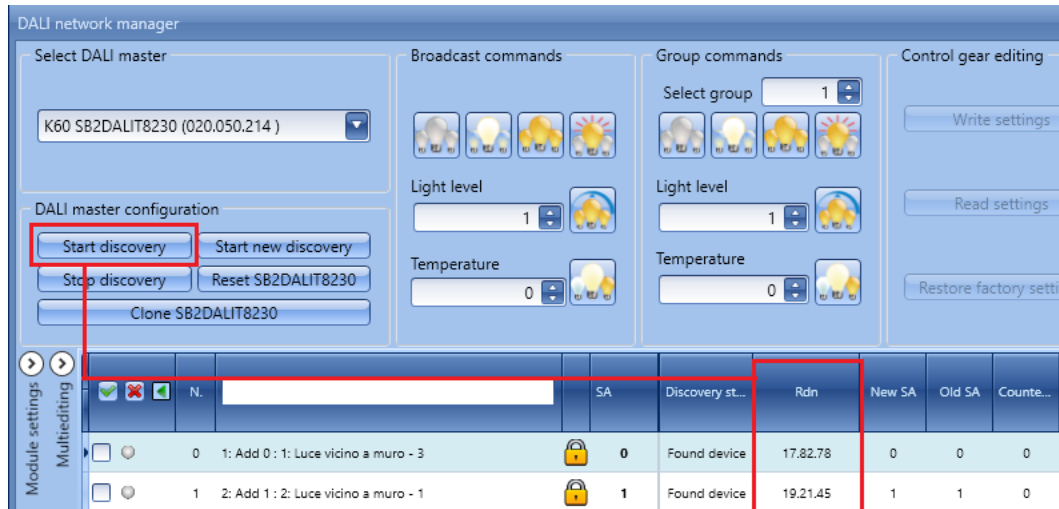 DALI network manager
Select DALI master
K60 SB2DALIT8230 (020.050.214 )
DALI master configuration
Start discovery
Start new discovery
Stop discovery
Reset SB2DALIT8230
Clone SB2DALIT8230
Broadcast commands
Light level
1
Temperature
0
Group commands
Select group
1
Light level
1
Temperature
0
Control gear editing
Write settings
Read settings
Restore factory setti
Module settings
Multiediting
N. SA Discovery st... Rdn New SA Old SA Counte...
0 1: Add 0 : 1: Luce vicino a muro - 3 0 Found device 17.82.78 0 0 0
1 2: Add 1 : 2: Luce vicino a muro - 1 1 Found device 19.21.45 1 1 0